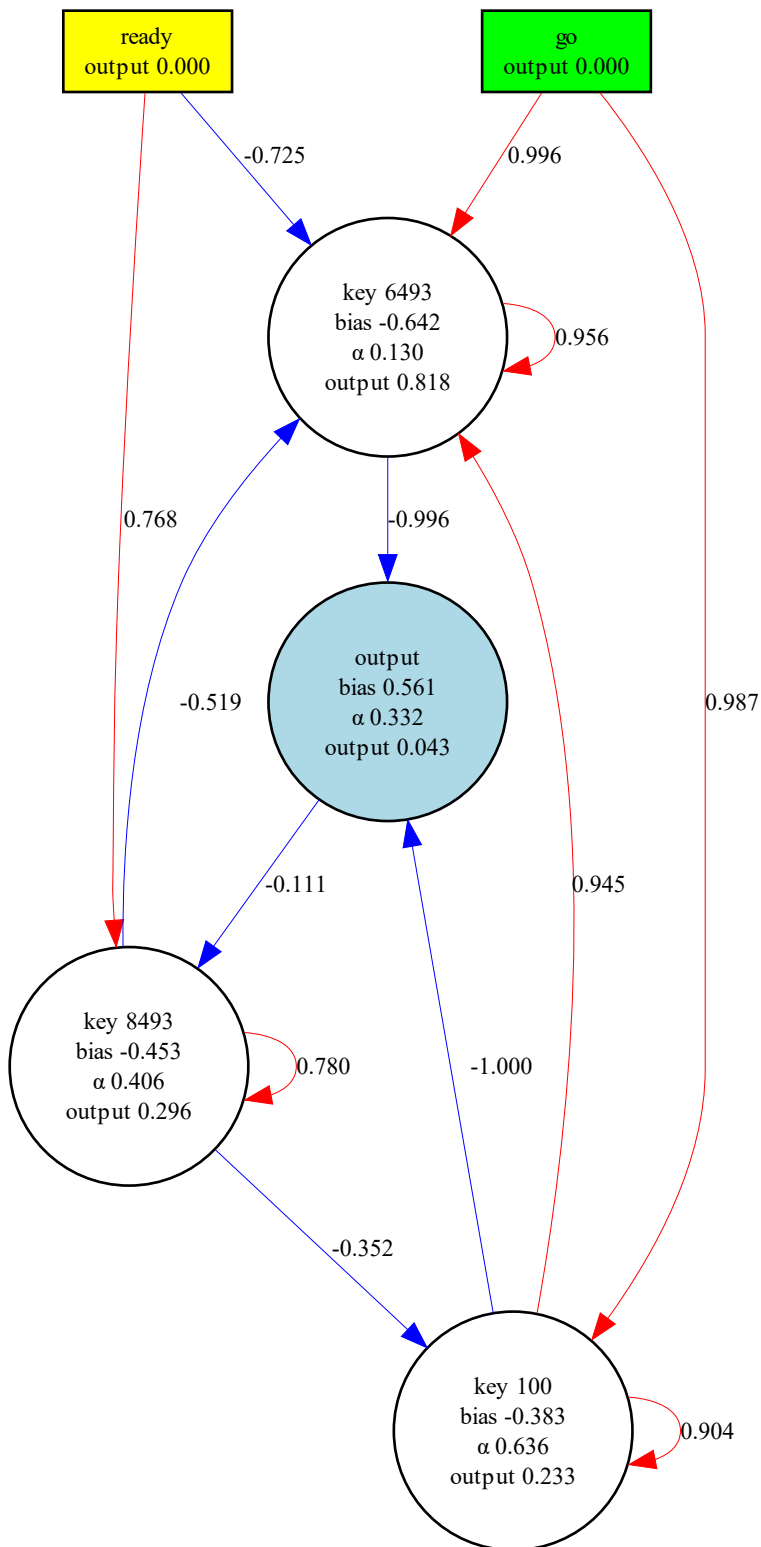 ready
output 0.000
go
output 0.000
-0.725
0.996
key 6493
bias -0.642
α 0.130
output 0.818
0.956
0.768
-0.996
-0.519
output
bias 0.561
α 0.332
output 0.043
0.987
-0.111
0.945
key 8493
bias -0.453
α 0.406
output 0.296
0.780
-1.000
-0.352
key 100
bias -0.383
α 0.636
output 0.233
0.904